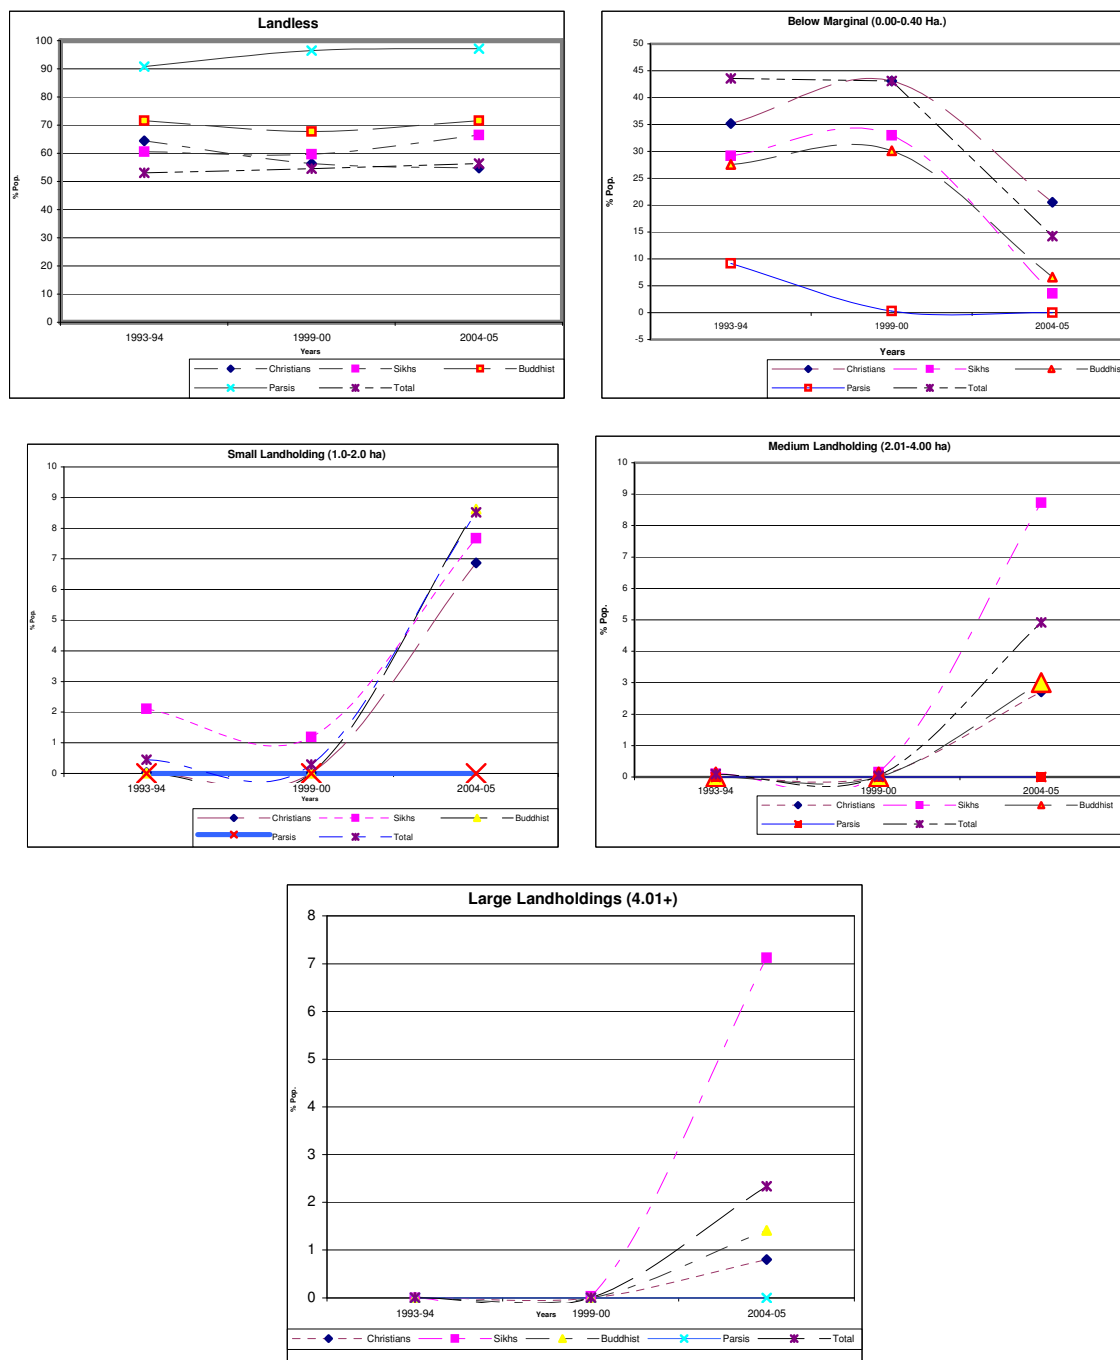 Landless
100
90
80
70
60
50
40
30
20
10
0
% Pop.
1993-94 1999-00 2004-05
Years
Christians Sikhs Buddhist
Parsis Total
Below Marginal (0.00-0.40 Ha.)
50
45
40
35
30
25
20
15
10
5
0
-5
% Pop.
1993-94 1999-00 2004-05
Years
Christians Sikhs Buddhist
Parsis Total
Small Landholding (1.0-2.0 ha)
10
9
8
7
6
5
4
3
2
1
0
% Pop.
1993-94 1999-00 2004-05
Years
Christians Sikhs Buddhist
Parsis Total
Medium Landholding (2.01-4.00 ha)
10
9
8
7
6
5
4
3
2
1
0
% Pop.
1993-94 1999-00 2004-05
Christians Sikhs Buddhist
Parsis Total
Large Landholdings (4.01+)
8
7
6
5
4
3
2
1
0
% Pop.
1993-94 1999-00 2004-05
Years
Christians Sikhs Buddhist Parsis Total